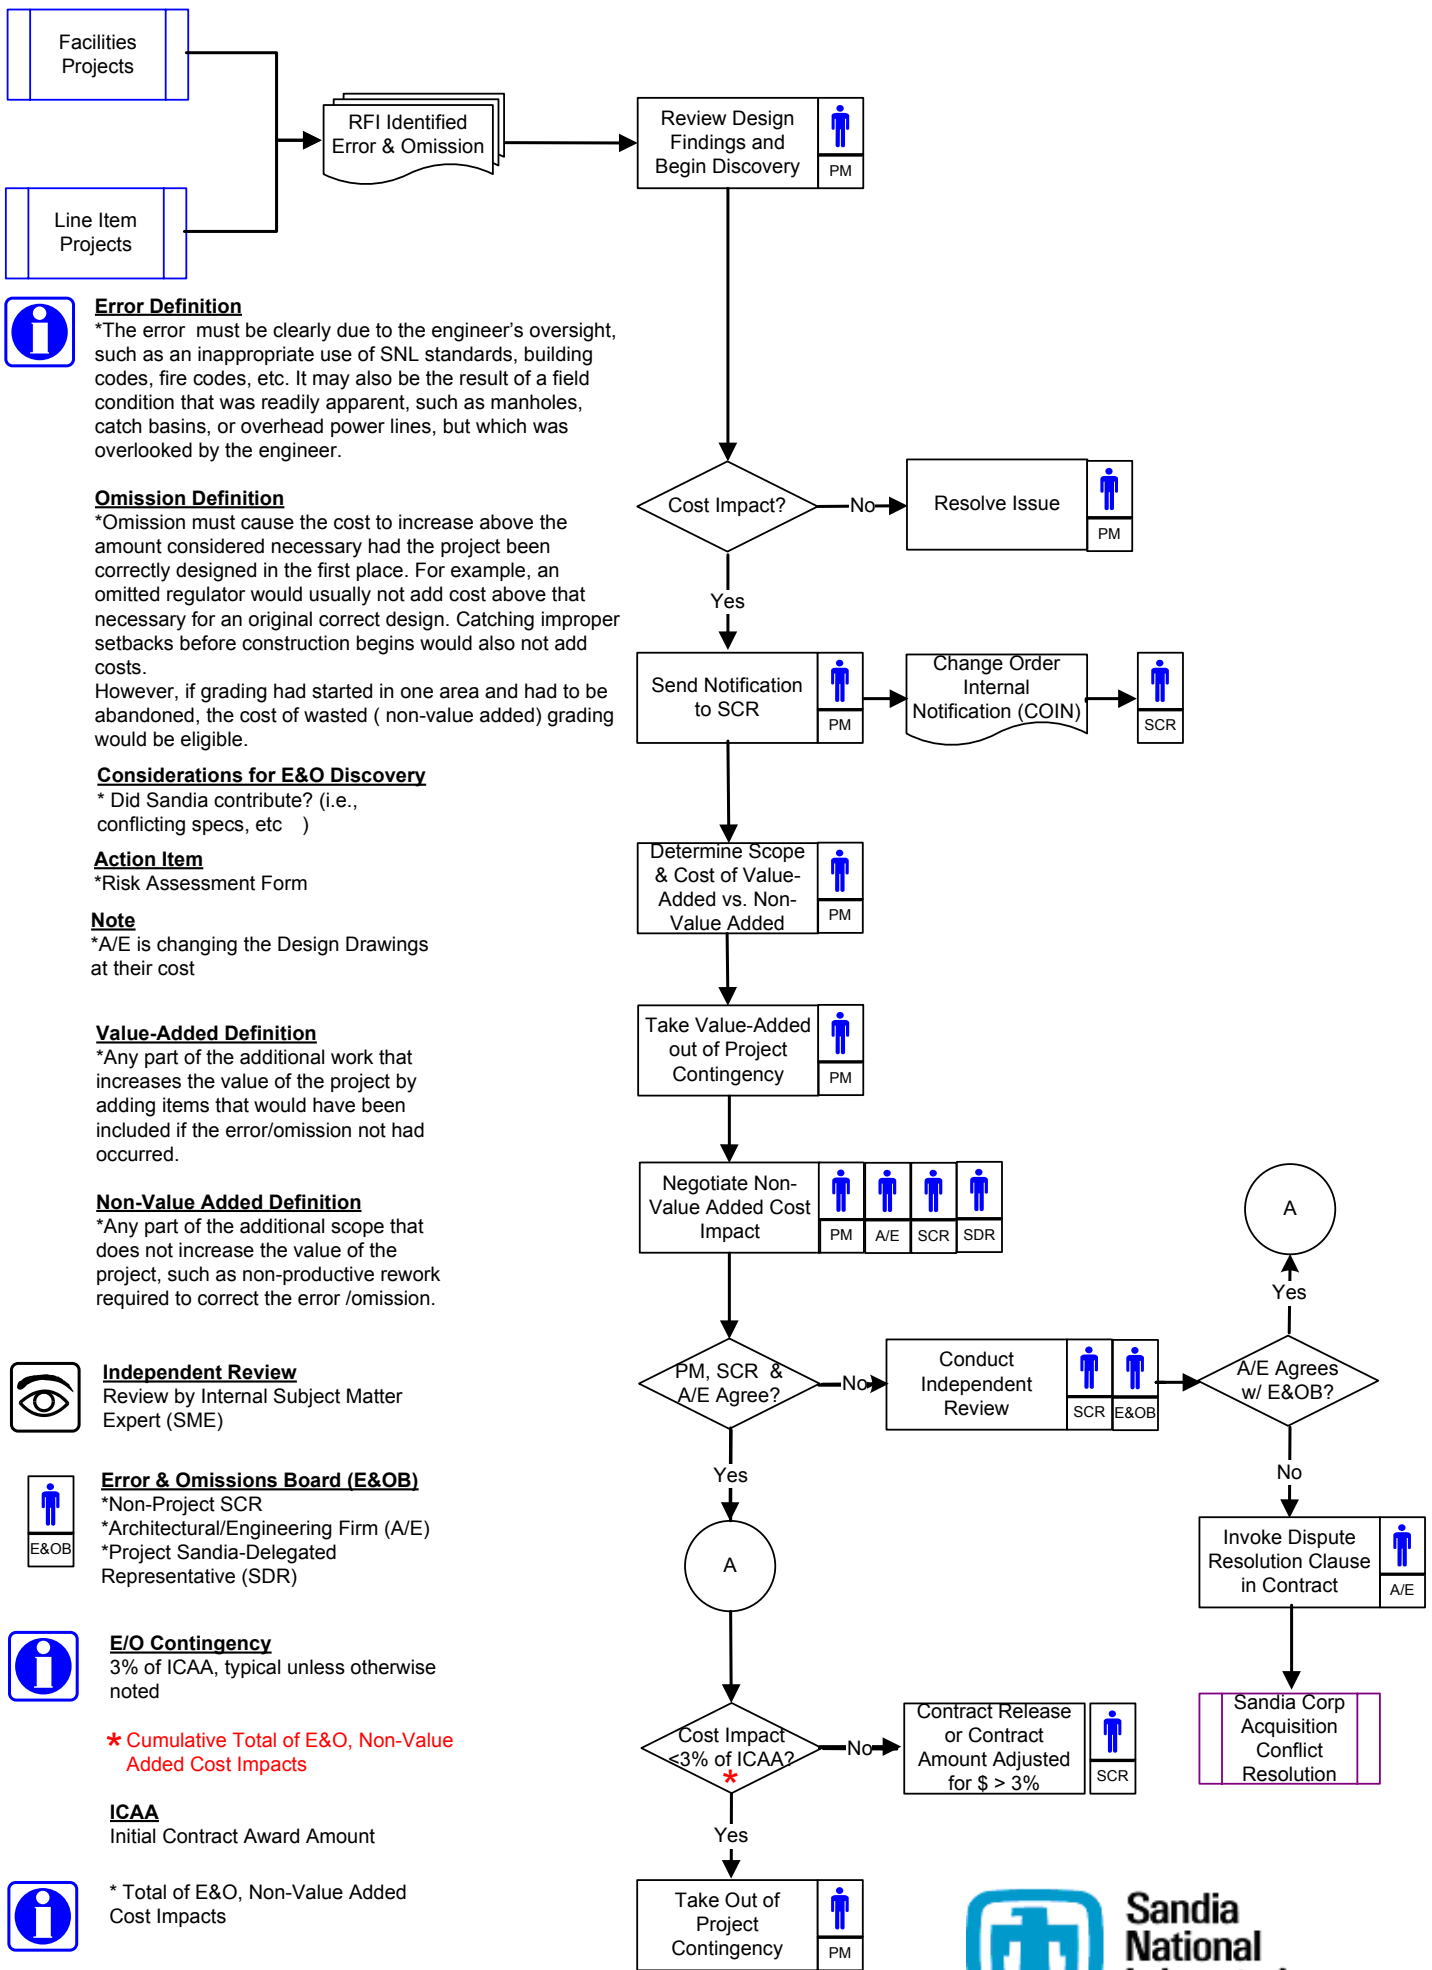 Facilities
Projects
RFI Identified
Error & Omission
Review Design
Findings and
Begin Discovery
PM
Line Item
Projects
Error Definition
*The error  must be clearly due to the engineer's oversight,
such as an inappropriate use of SNL standards, building
codes, fire codes, etc. It may also be the result of a field
condition that was readily apparent, such as manholes,
catch basins, or overhead power lines, but which was
overlooked by the engineer.
Omission Definition
*Omission must cause the cost to increase above the
amount considered necessary had the project been
correctly designed in the first place. For example, an
omitted regulator would usually not add cost above that
necessary for an original correct design. Catching improper
setbacks before construction begins would also not add
costs.
However, if grading had started in one area and had to be
abandoned, the cost of wasted ( non-value added) grading
would be eligible.
Considerations for E&O Discovery
* Did Sandia contribute? (i.e.,
conflicting specs, etc   )
Action Item
*Risk Assessment Form
Note
*A/E is changing the Design Drawings
at their cost
Value-Added Definition
*Any part of the additional work that
increases the value of the project by
adding items that would have been
included if the error/omission not had
occurred.
Non-Value Added Definition
*Any part of the additional scope that
does not increase the value of the
project, such as non-productive rework
required to correct the error /omission.
Independent Review
Review by Internal Subject Matter
Expert (SME)
E&OB
Error & Omissions Board (E&OB)
*Non-Project SCR
*Architectural/Engineering Firm (A/E)
*Project Sandia-Delegated
Representative (SDR)
E/O Contingency
3% of ICAA, typical unless otherwise
noted
* Cumulative Total of E&O, Non-Value
Added Cost Impacts
ICAA
Initial Contract Award Amount
* Total of E&O, Non-Value Added
Cost Impacts
Cost Impact?
No
Resolve Issue
PM
Yes
Send Notification
to SCR
PM
Change Order
Internal
Notification (COIN)
SCR
Determine Scope
& Cost of Value-
Added vs. Non-
Value Added
PM
Take Value-Added
out of Project
Contingency
PM
Negotiate Non-
Value Added Cost
Impact
PM
A/E
SCR
SDR
PM, SCR  &
A/E Agree?
No
Conduct
Independent
Review
SCR
E&OB
A/E Agrees
w/ E&OB?
Yes
A
No
Invoke Dispute
Resolution Clause
in Contract
A/E
Sandia Corp
Acquisition
Conflict
Resolution
Yes
A
Cost Impact
<3% of ICAA?
*
No
Contract Release
or Contract
Amount Adjusted
for $ > 3%
SCR
Yes
Take Out of
Project
Contingency
PM
Sandia
National